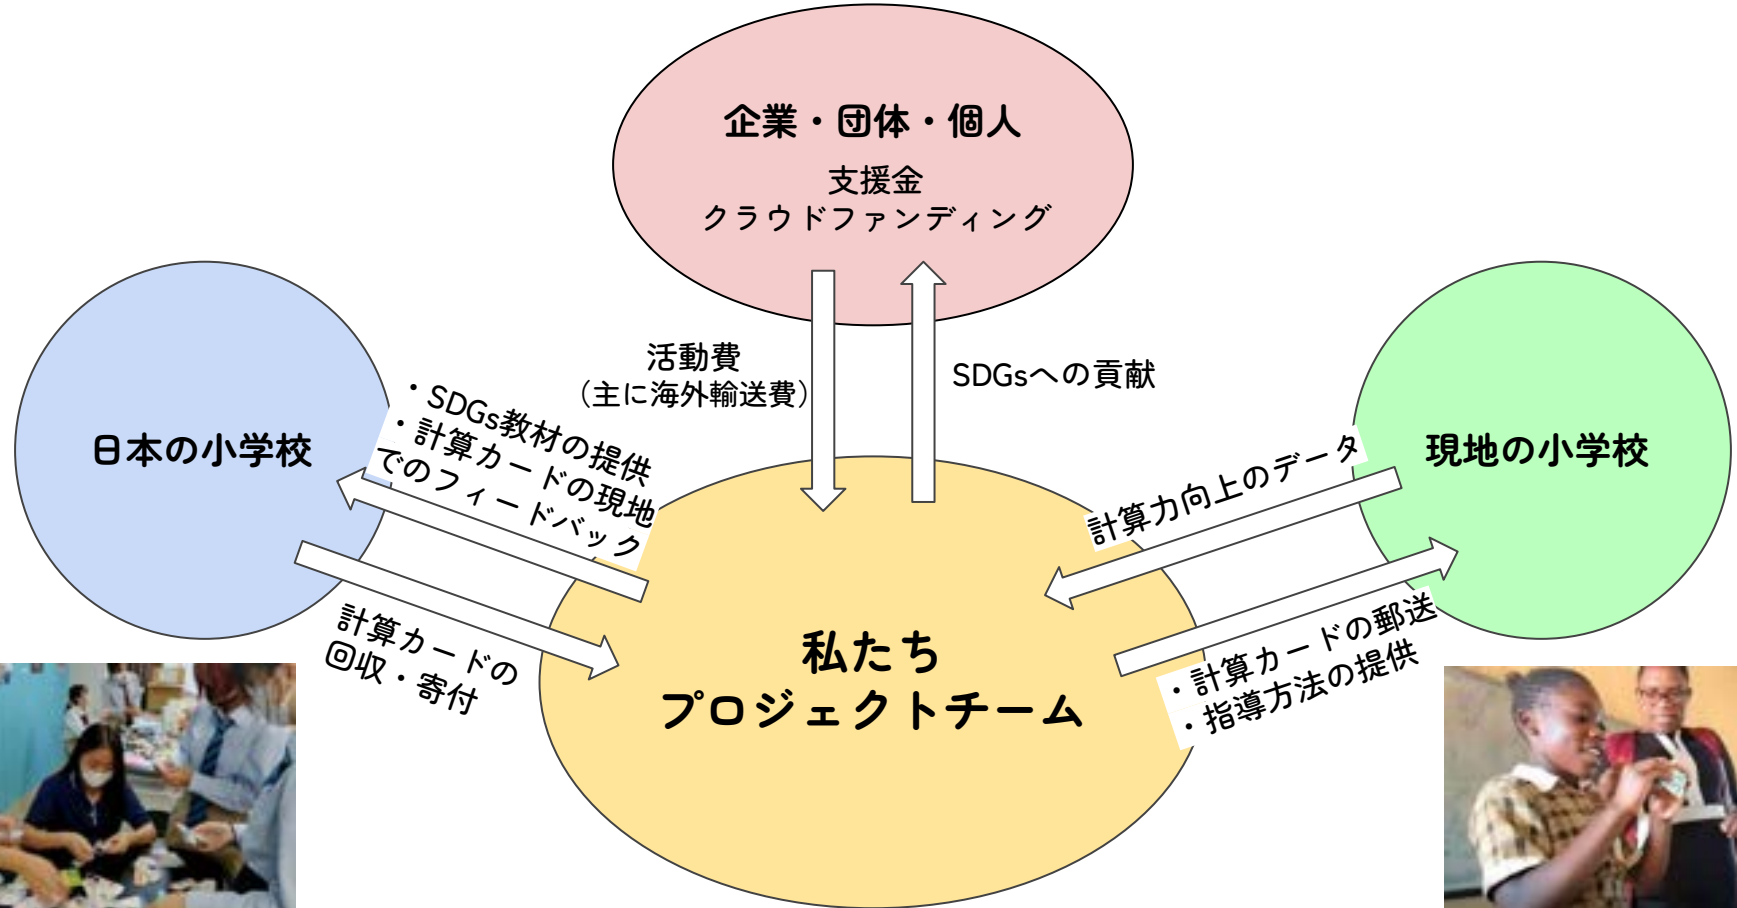 企業・団体・個人
支援金
クラウドファンディング
活動費
（主に海外輸送費）
SDGsへの貢献
日本の小学校
・SDGs教材の提供
・計算カードの現地
でのフィードバック
計算カードの
回収・寄付
計算力向上のデータ
現地の小学校
・計算カードの郵送
・指導方法の提供
私たち
プロジェクトチーム